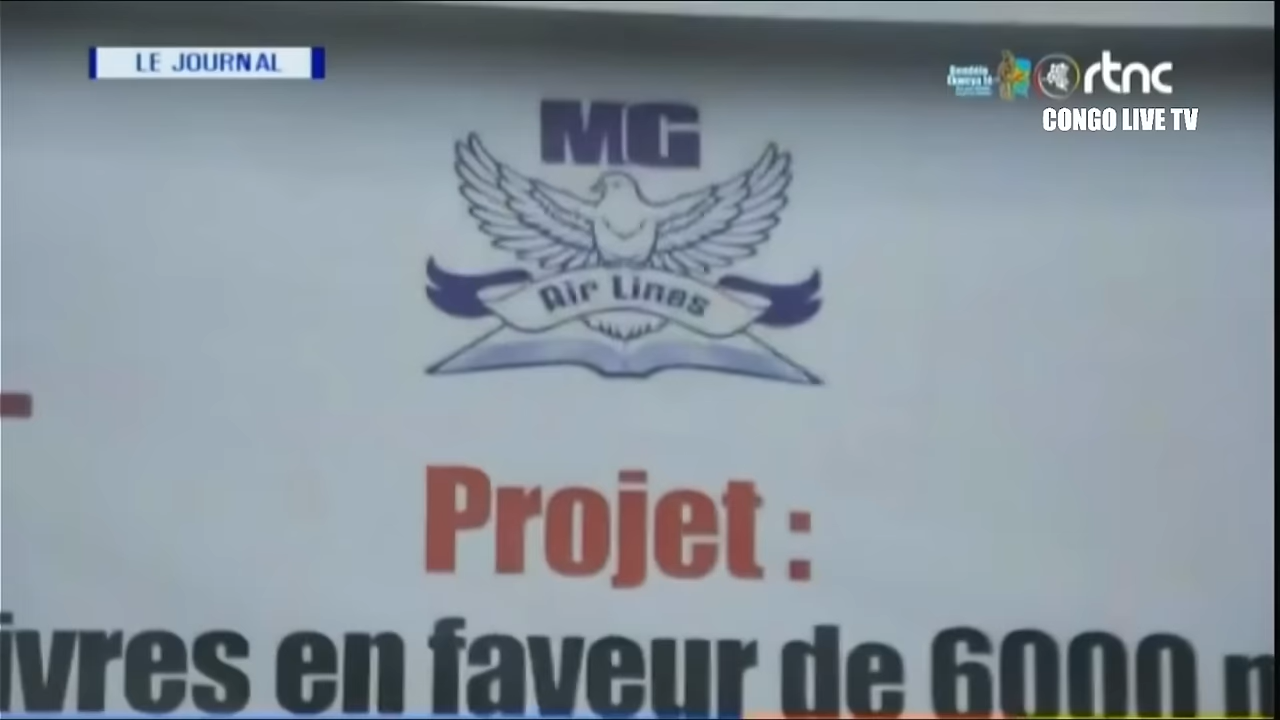 LE JOURNAL
rtnc
CONGO LIVE TV
MG
Air Lines
Projet :
ivres en faveur de 6000